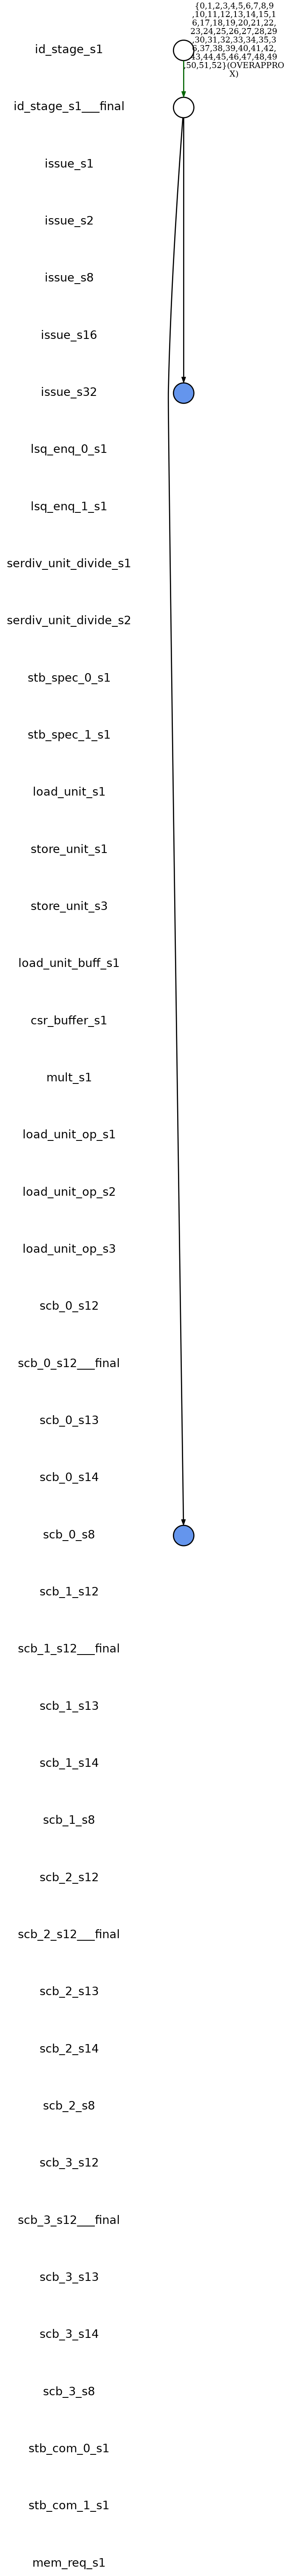 {0,1,2,3,4,5,6,7,8,9
,10,11,12,13,14,15,1
6,17,18,19,20,21,22,
23,24,25,26,27,28,29
,30,31,32,33,34,35,3
6,37,38,39,40,41,42,
43,44,45,46,47,48,49
,50,51,52}(OVERAPPRO
X)
id_stage_s1
id_stage_s1___final
issue_s1
issue_s2
issue_s8
issue_s16
issue_s32
lsq_enq_0_s1
lsq_enq_1_s1
serdiv_unit_divide_s1
serdiv_unit_divide_s2
stb_spec_0_s1
stb_spec_1_s1
load_unit_s1
store_unit_s1
store_unit_s3
load_unit_buff_s1
csr_buffer_s1
mult_s1
load_unit_op_s1
load_unit_op_s2
load_unit_op_s3
scb_0_s12
scb_0_s12___final
scb_0_s13
scb_0_s14
scb_0_s8
scb_1_s12
scb_1_s12___final
scb_1_s13
scb_1_s14
scb_1_s8
scb_2_s12
scb_2_s12___final
scb_2_s13
scb_2_s14
scb_2_s8
scb_3_s12
scb_3_s12___final
scb_3_s13
scb_3_s14
scb_3_s8
stb_com_0_s1
stb_com_1_s1
mem_req_s1